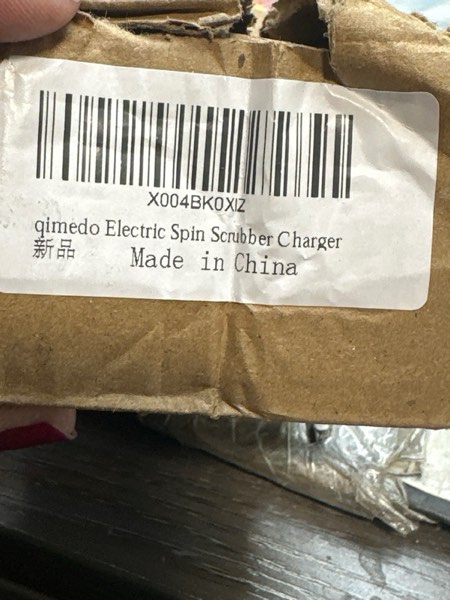 X004BK0XIZ
qimedo Electric Spin Scrubber Charger
新品
Made in China